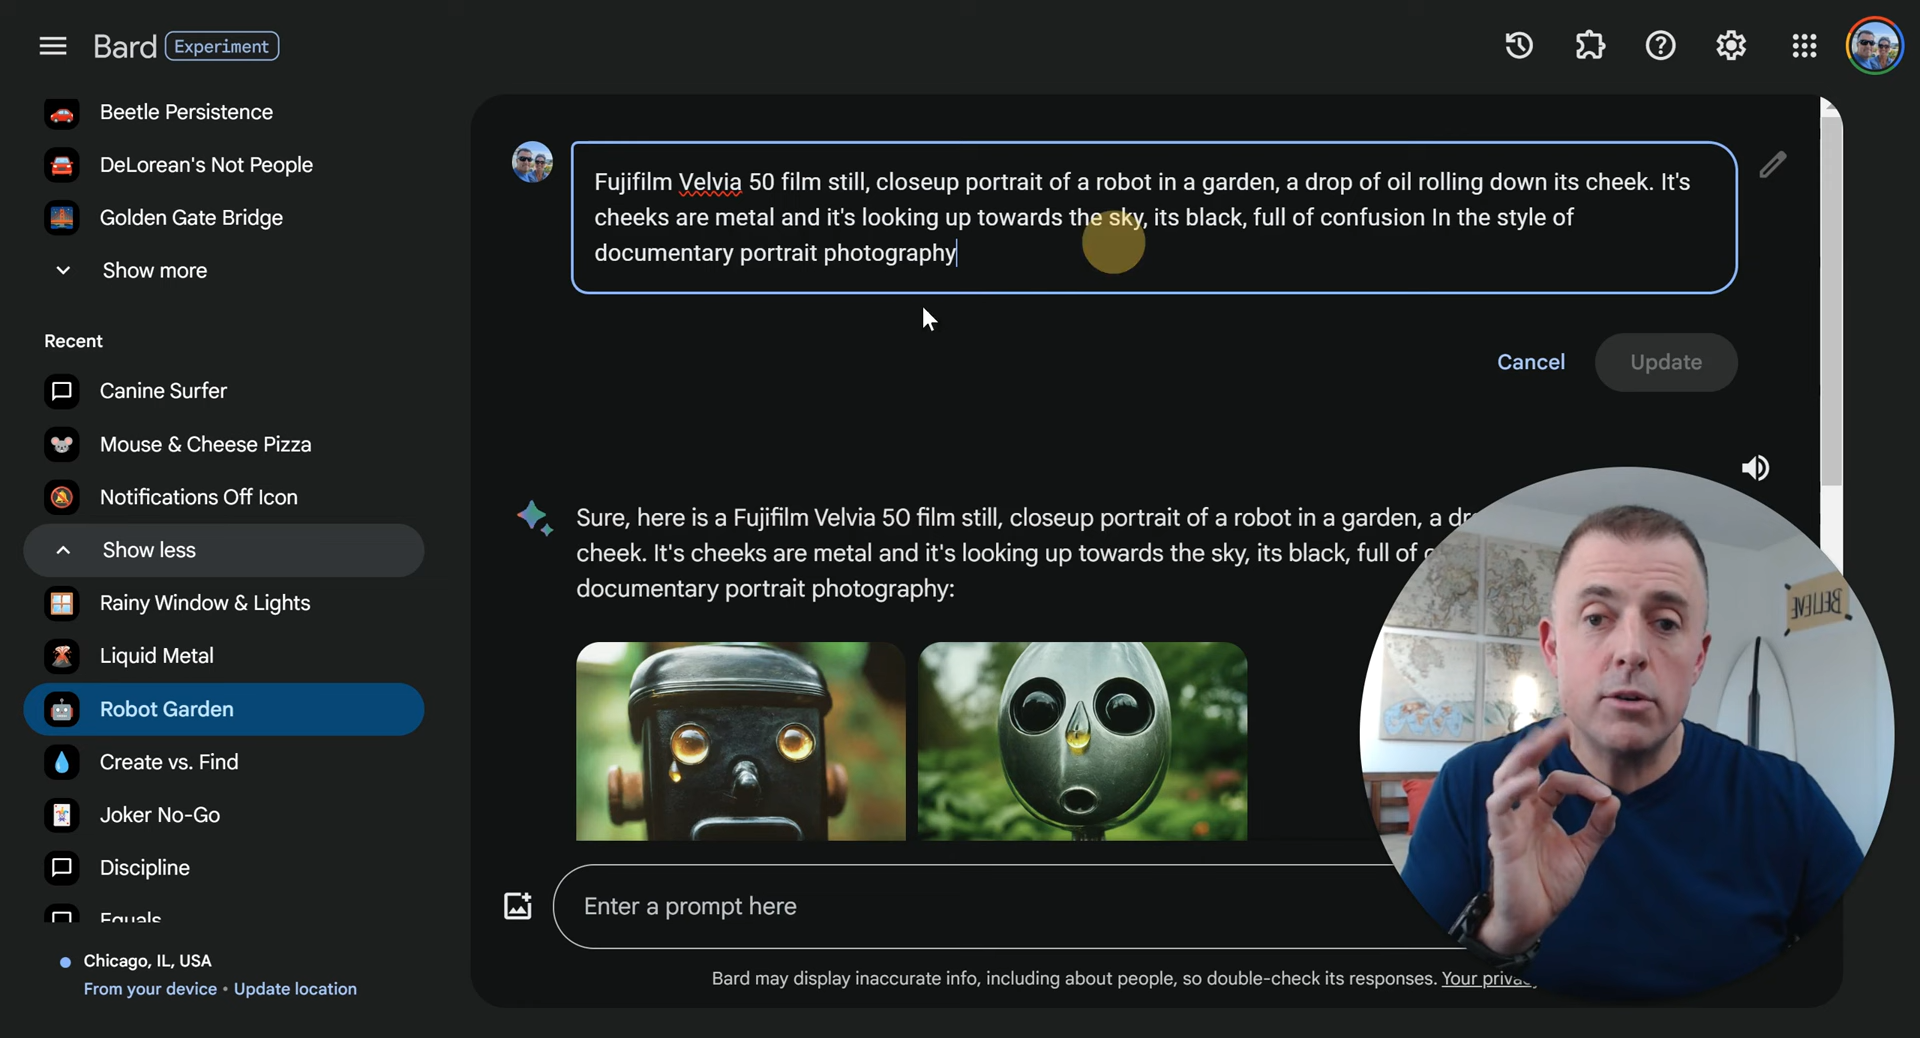 Bard Experiment
Beetle Persistence
DeLorean's Not People
Golden Gate Bridge
Show more
Recent
Canine Surfer
Mouse & Cheese Pizza
Notifications Off Icon
Show less
Rainy Window & Lights
Liquid Metal
Robot Garden
Create vs. Find
Joker No-Go
Discipline
Equals
Chicago, IL, USA
From your device • Update location
Fujifilm Velvia 50 film still, closeup portrait of a robot in a garden, a drop of oil rolling down its cheek. It's
cheeks are metal and it's looking up towards the sky, its black, full of confusion In the style of
documentary portrait photography
Cancel
Update
Sure, here is a Fujifilm Velvia 50 film still, closeup portrait of a robot in a garden, a
cheek. It's cheeks are metal and it's looking up towards the sky, its black, full of
documentary portrait photography:
BELIEVE
Enter a prompt here
Bard may display inaccurate info, including about people, so double-check its responses. Your